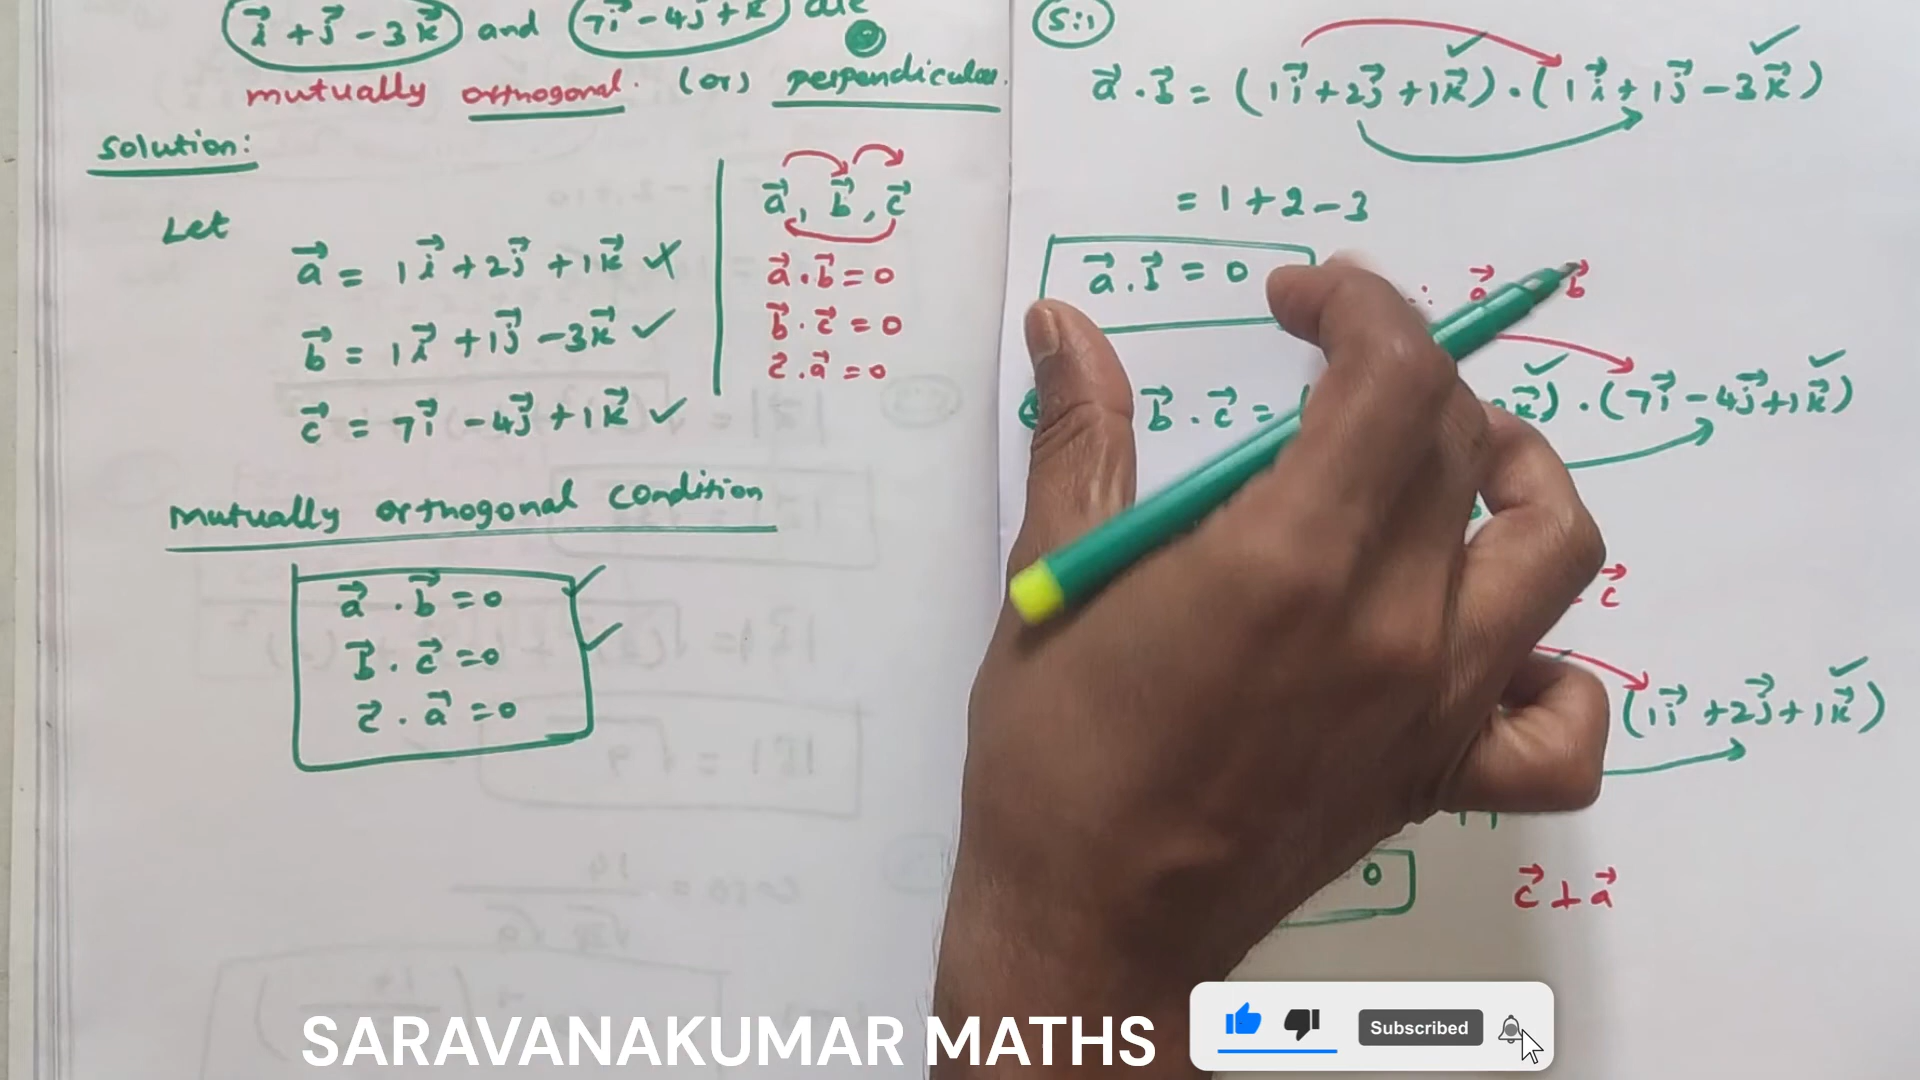 i⃗ + j⃗ − 3k⃗ and 7i⃗ − 4j⃗ + k⃗ are
mutually orthogonal. (or) perpendicular.
Solution:
Let
a⃗ = 1i⃗ + 2j⃗ + 1k⃗ ✗
b⃗ = 1i⃗ + 1j⃗ − 3k⃗ ✓
c⃗ = 7i⃗ − 4j⃗ + 1k⃗ ✓
a⃗, b⃗, c⃗
a⃗ · b⃗ = 0
b⃗ · c⃗ = 0
c⃗ · a⃗ = 0
Mutually orthogonal condition
a⃗ · b⃗ = 0 ✓
b⃗ · c⃗ = 0 ✓
c⃗ · a⃗ = 0
S:1
a⃗ · b⃗ = (1i⃗ + 2j⃗ + 1k⃗) · (1i⃗ + 1j⃗ − 3k⃗)
= 1 + 2 − 3
a⃗ · b⃗ = 0 ∴ a⃗ b⃗
b⃗ · c⃗ = ( k⃗) · (7i⃗ − 4j⃗ + 1k⃗)
c⃗
(1i⃗ + 2j⃗ + 1k⃗)
0 c⃗ ⊥ a⃗
SARAVANAKUMAR MATHS
Subscribed